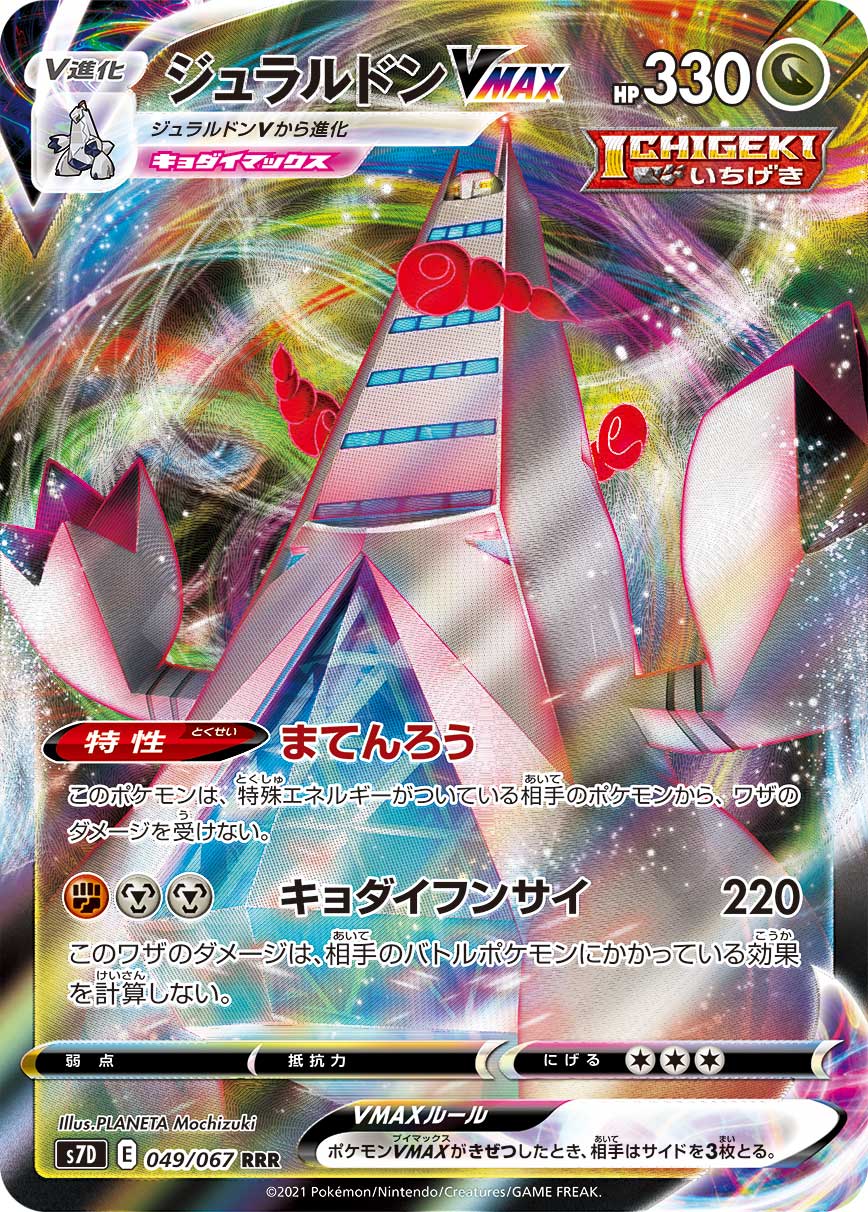 V進化
ジュラルドンVMAX
HP 330
ジュラルドンVから進化
キョダイマックス
ICHIGEKI
いちげき
特性 とくせい まてんろう
このポケモンは、特殊エネルギーがついている相手のポケモンから、ワザの
ダメージを受けない。
キョダイフンサイ 220
このワザのダメージは、相手のバトルポケモンにかかっている効果
を計算しない。
弱点 抵抗力 にげる
Illus.PLANETA Mochizuki
VMAXルール
ポケモンVMAXがきぜつしたとき、相手はサイドを3枚とる。
s7D E 049/067 RRR
©2021 Pokémon/Nintendo/Creatures/GAME FREAK.